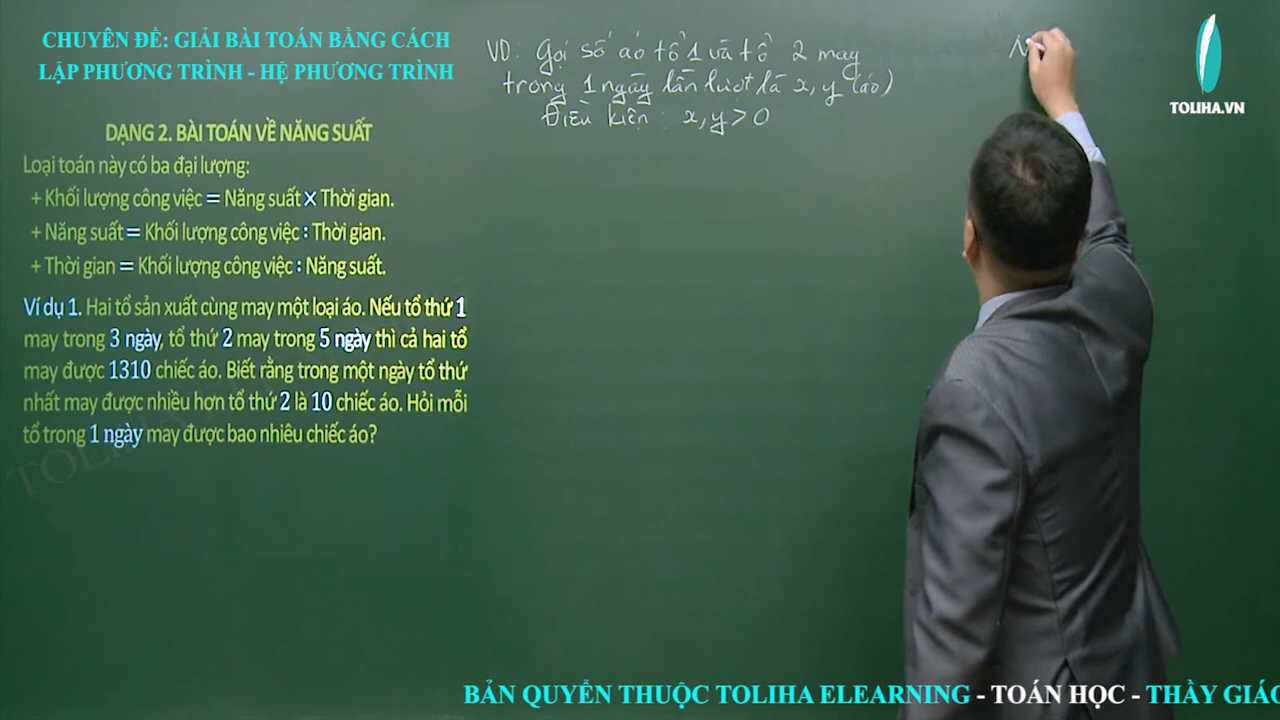 CHUYÊN ĐỀ: GIẢI BÀI TOÁN BẰNG CÁCH
LẬP PHƯƠNG TRÌNH - HỆ PHƯƠNG TRÌNH
DẠNG 2. BÀI TOÁN VỀ NĂNG SUẤT
Loại toán này có ba đại lượng:
+ Khối lượng công việc = Năng suất × Thời gian.
+ Năng suất = Khối lượng công việc : Thời gian.
+ Thời gian = Khối lượng công việc : Năng suất.
Ví dụ 1. Hai tổ sản xuất cùng may một loại áo. Nếu tổ thứ 1
may trong 3 ngày, tổ thứ 2 may trong 5 ngày thì cả hai tổ
may được 1310 chiếc áo. Biết rằng trong một ngày tổ thứ
nhất may được nhiều hơn tổ thứ 2 là 10 chiếc áo. Hỏi mỗi
tổ trong 1 ngày may được bao nhiêu chiếc áo?
VD: Gọi số áo tổ 1 và tổ 2 may
trong 1 ngày lần lượt là x, y (áo)
Điều kiện: x, y > 0
N
TOLIHA.VN
BẢN QUYỀN THUỘC TOLIHA ELEARNING - TOÁN HỌC - THẦY GIÁO